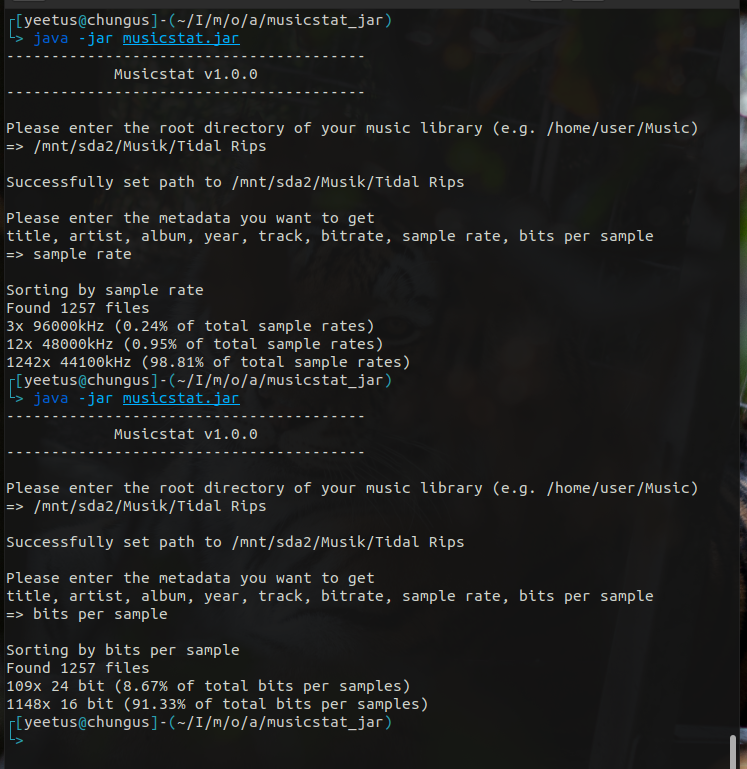 ┌[yeetus@chungus]-(~/I/m/o/a/musicstat_jar)
└> java -jar musicstat.jar
----------------------------------------
Musicstat v1.0.0
----------------------------------------
Please enter the root directory of your music library (e.g. /home/user/Music)
=> /mnt/sda2/Musik/Tidal Rips
Successfully set path to /mnt/sda2/Musik/Tidal Rips
Please enter the metadata you want to get
title, artist, album, year, track, bitrate, sample rate, bits per sample
=> sample rate
Sorting by sample rate
Found 1257 files
3x 96000kHz (0.24% of total sample rates)
12x 48000kHz (0.95% of total sample rates)
1242x 44100kHz (98.81% of total sample rates)
┌[yeetus@chungus]-(~/I/m/o/a/musicstat_jar)
└> java -jar musicstat.jar
----------------------------------------
Musicstat v1.0.0
----------------------------------------
Please enter the root directory of your music library (e.g. /home/user/Music)
=> /mnt/sda2/Musik/Tidal Rips
Successfully set path to /mnt/sda2/Musik/Tidal Rips
Please enter the metadata you want to get
title, artist, album, year, track, bitrate, sample rate, bits per sample
=> bits per sample
Sorting by bits per sample
Found 1257 files
109x 24 bit (8.67% of total bits per samples)
1148x 16 bit (91.33% of total bits per samples)
┌[yeetus@chungus]-(~/I/m/o/a/musicstat_jar)
└>